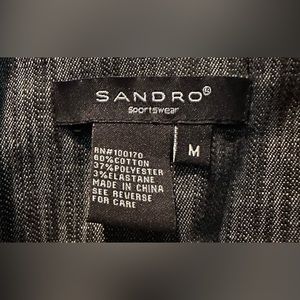 SANDRO®
sportswear
M
RN#100170
60%COTTON
37%POLYESTER
3%ELASTANE
MADE IN CHINA
SEE REVERSE
FOR CARE